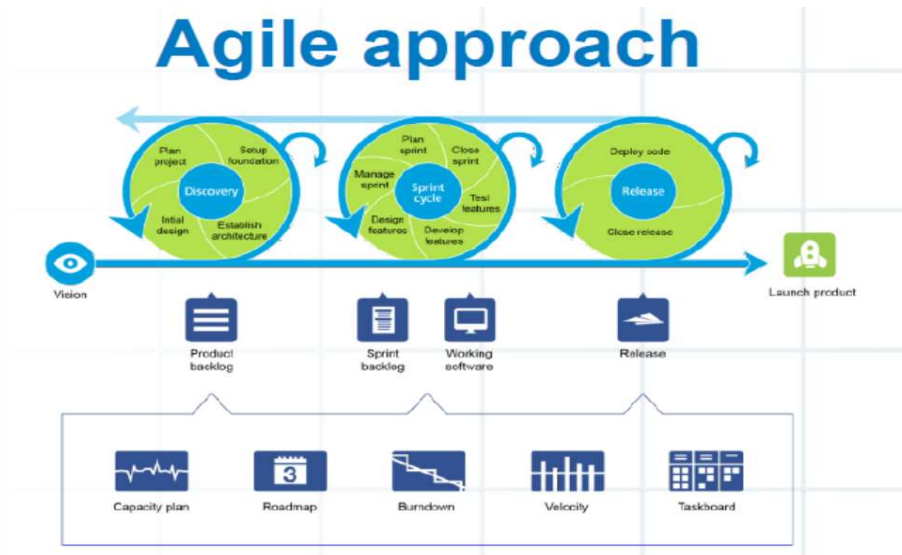 Agile approach
Plan
project
Setup
foundation
Discovery
Intial
design
Establish
architecture
Plan
sprint
Close
sprint
Manage
sprint
Sprint
cycle
Test
features
Design
features
Develop
features
Deploy code
Release
Close release
Vision
Launch product
Product
backlog
Sprint
backlog
Working
software
Release
3
Capacity plan
Roadmap
Burndown
Velocity
Taskboard